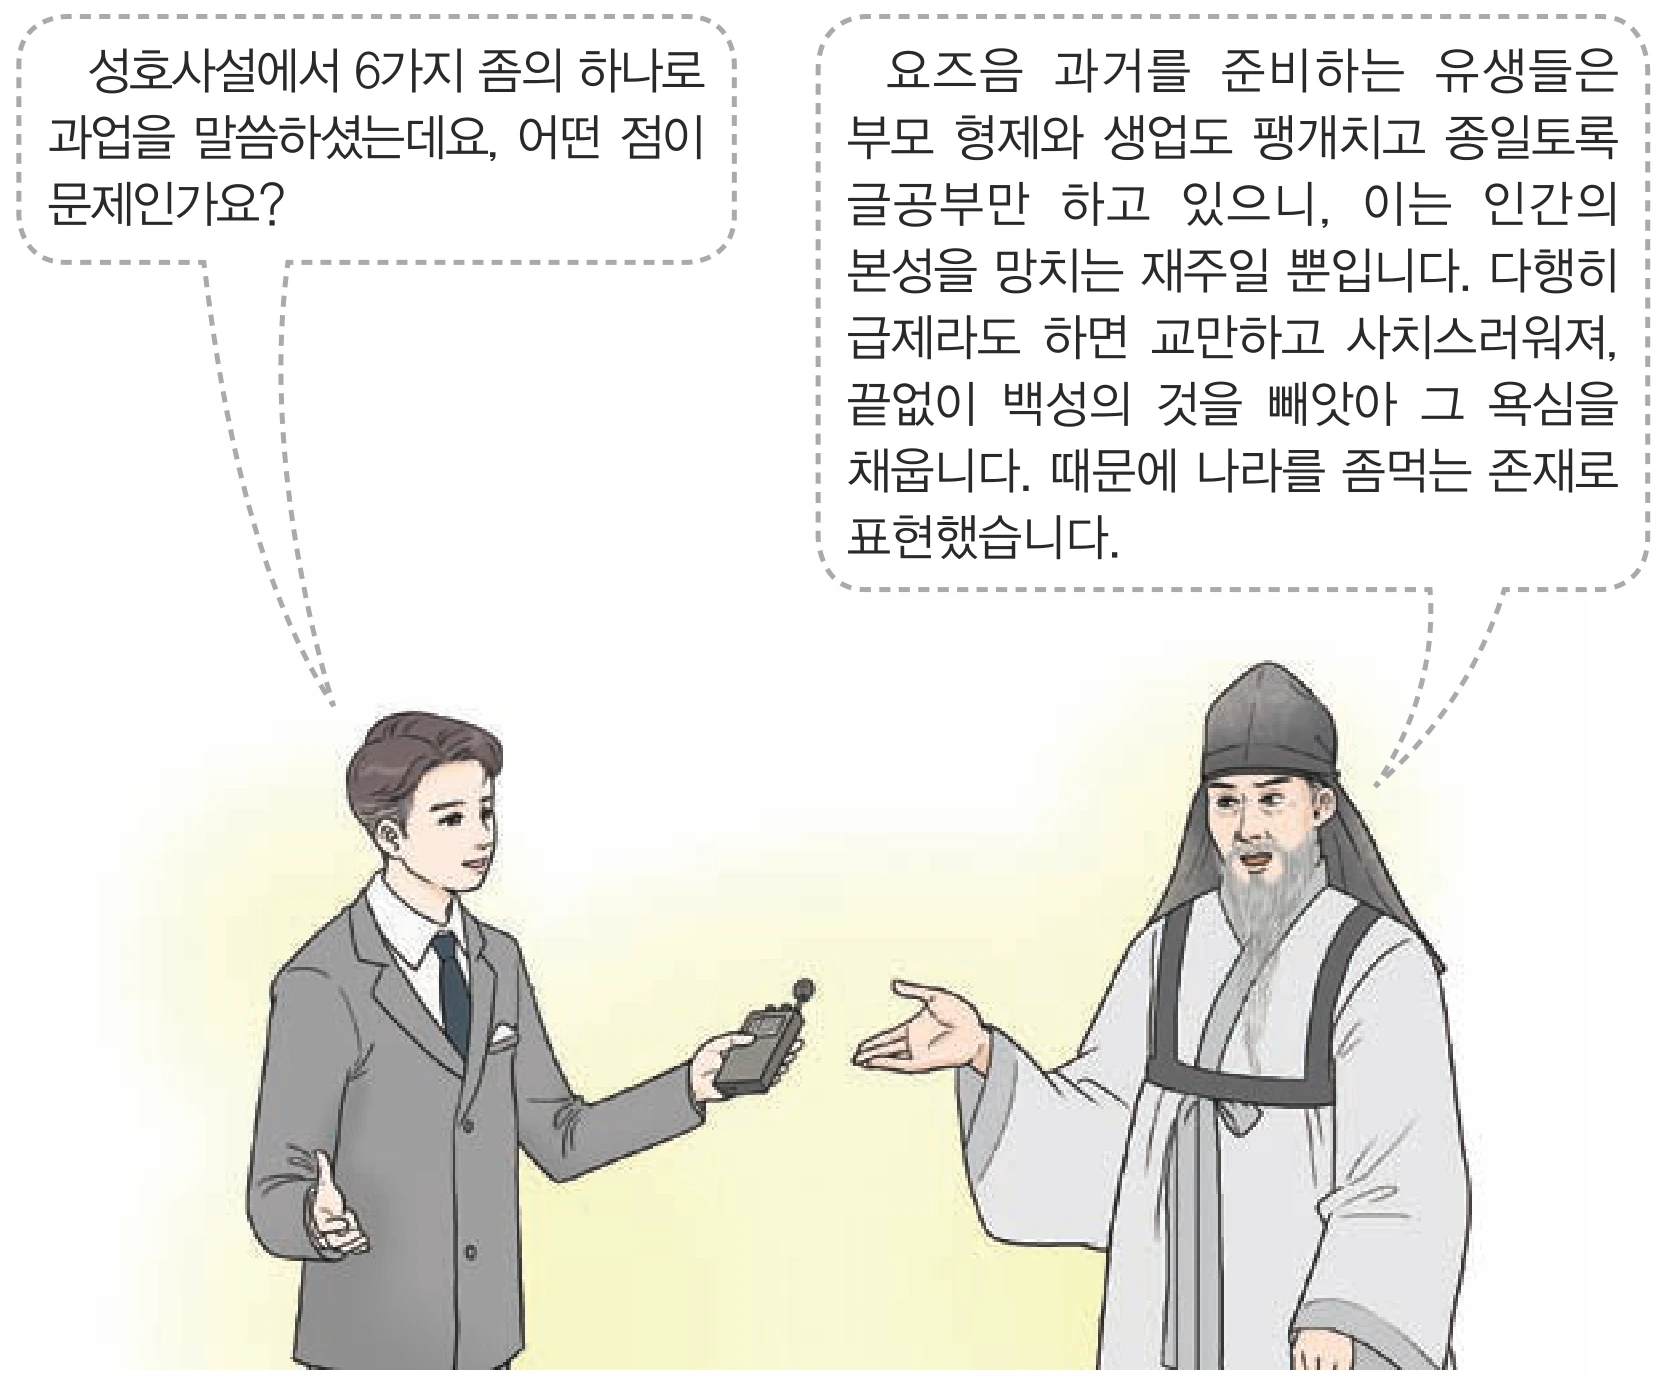 성호사설에서 6가지 좀의 하나로
과업을 말씀하셨는데요, 어떤 점이
문제인가요?
요즈음 과거를 준비하는 유생들은
부모 형제와 생업도 팽개치고 종일토록
글공부만 하고 있으니, 이는 인간의
본성을 망치는 재주일 뿐입니다. 다행히
급제라도 하면 교만하고 사치스러워져,
끝없이 백성의 것을 빼앗아 그 욕심을
채웁니다. 때문에 나라를 좀먹는 존재로
표현했습니다.